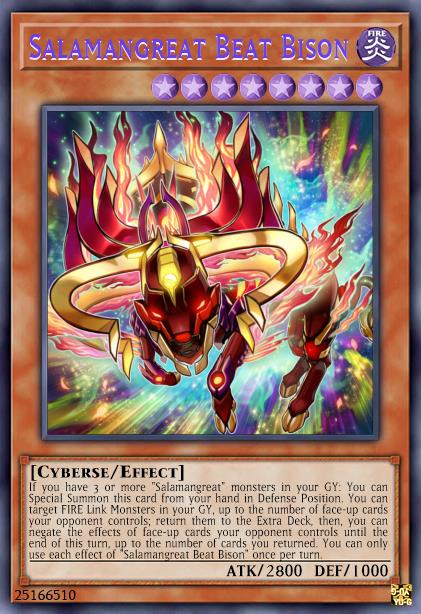 Salamangreat Beat Bison
FIRE
炎
[Cyberse/Effect]
If you have 3 or more "Salamangreat" monsters in your GY: You can
Special Summon this card from your hand in Defense Position. You can
target FIRE Link Monsters in your GY, up to the number of face-up cards
your opponent controls; return them to the Extra Deck, then, you can
negate the effects of face-up cards your opponent controls until the
end of this turn, up to the number of cards you returned. You can only
use each effect of "Salamangreat Beat Bison" once per turn.
ATK/2800 DEF/1000
25166510